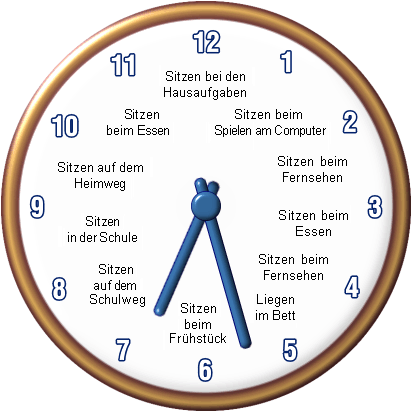 12
11
1
Sitzen bei den
Hausaufgaben
Sitzen
beim Essen
Sitzen beim
Spielen am Computer
10
2
Sitzen auf dem
Heimweg
Sitzen beim
Fernsehen
9
3
Sitzen
in der Schule
Sitzen beim
Essen
Sitzen
auf dem
Schulweg
Sitzen beim
Fernsehen
8
4
Sitzen
beim
Frühstück
Liegen
im Bett
7
5
6